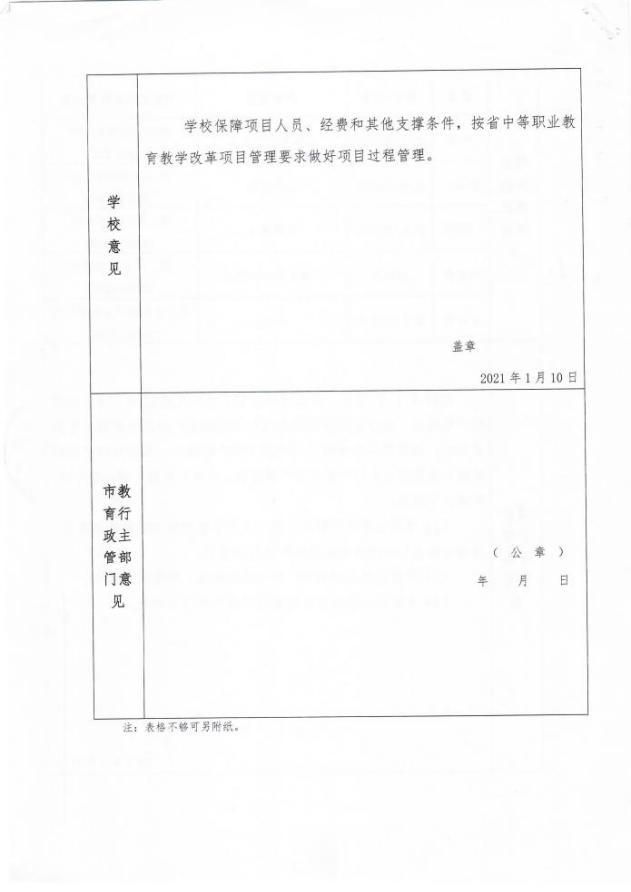 学校意见
学校保障项目人员、经费和其他支撑条件，按省中等职业教
育教学改革项目管理要求做好项目过程管理。
盖章
2021年1月10日
市教
育行
政主
管部
门意
见
（公章）
年 月 日
注：表格不够可另附纸。